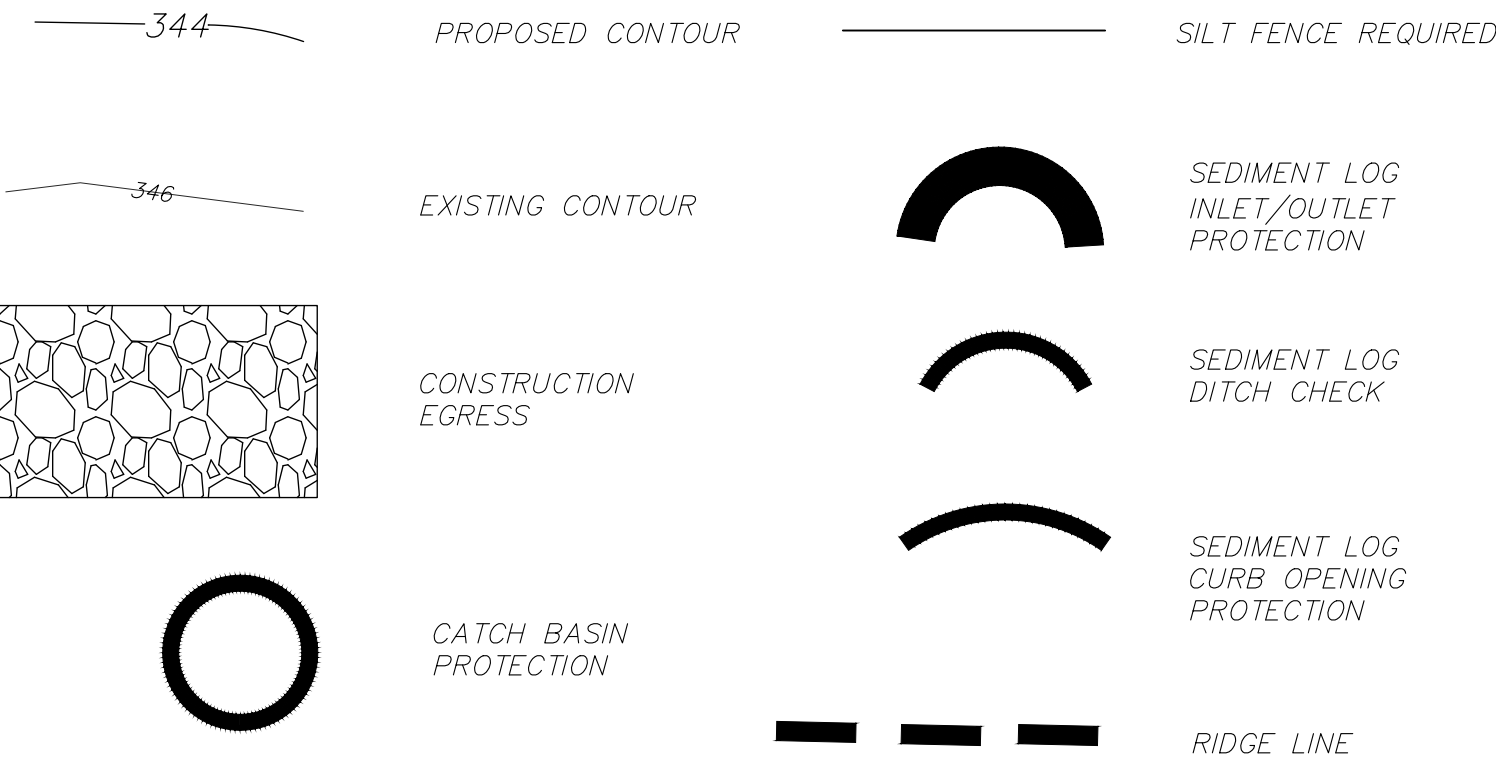 344
PROPOSED CONTOUR
346
EXISTING CONTOUR
CONSTRUCTION
EGRESS
CATCH BASIN
PROTECTION
SILT FENCE REQUIRED
SEDIMENT LOG
INLET/OUTLET
PROTECTION
SEDIMENT LOG
DITCH CHECK
SEDIMENT LOG
CURB OPENING
PROTECTION
RIDGE LINE